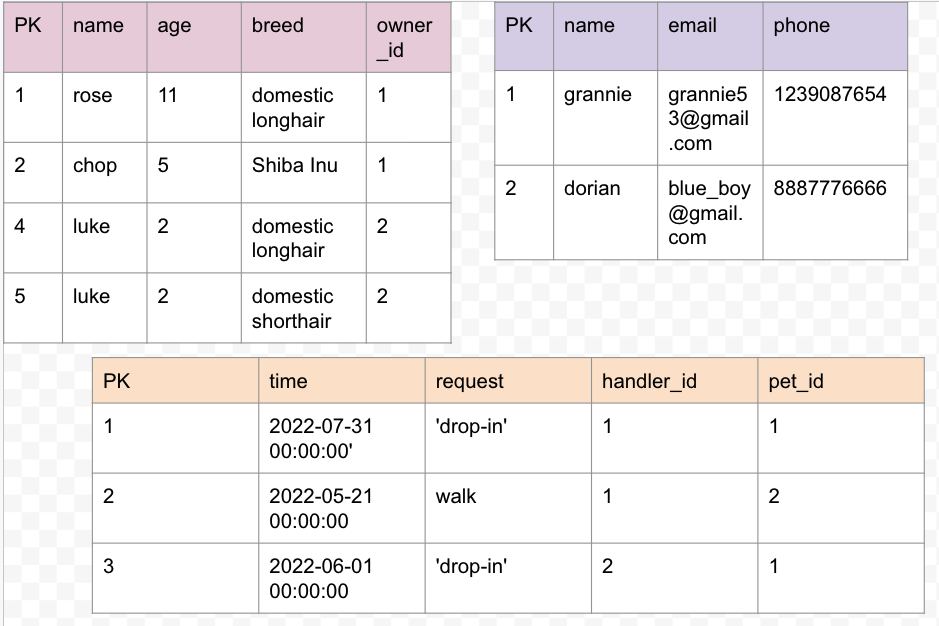 PK name age breed owner
_id
1 rose 11 domestic
longhair 1
2 chop 5 Shiba Inu 1
4 luke 2 domestic
longhair 2
5 luke 2 domestic
shorthair 2
PK name email phone
1 grannie grannie5
3@gmail
.com 1239087654
2 dorian blue_boy
@gmail.
com 8887776666
PK time request handler_id pet_id
1 2022-07-31
00:00:00' 'drop-in' 1 1
2 2022-05-21
00:00:00 walk 1 2
3 2022-06-01
00:00:00 'drop-in' 2 1